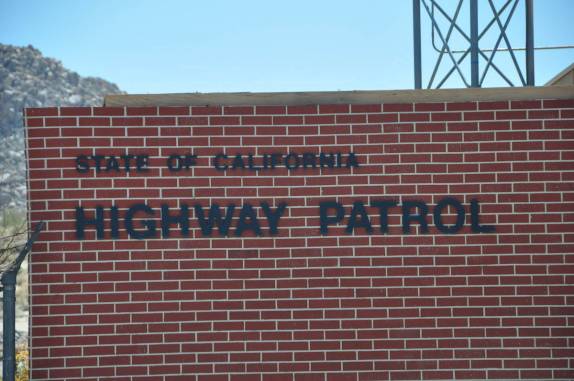 STATE OF CALIFORNIA
HIGHWAY PATROL